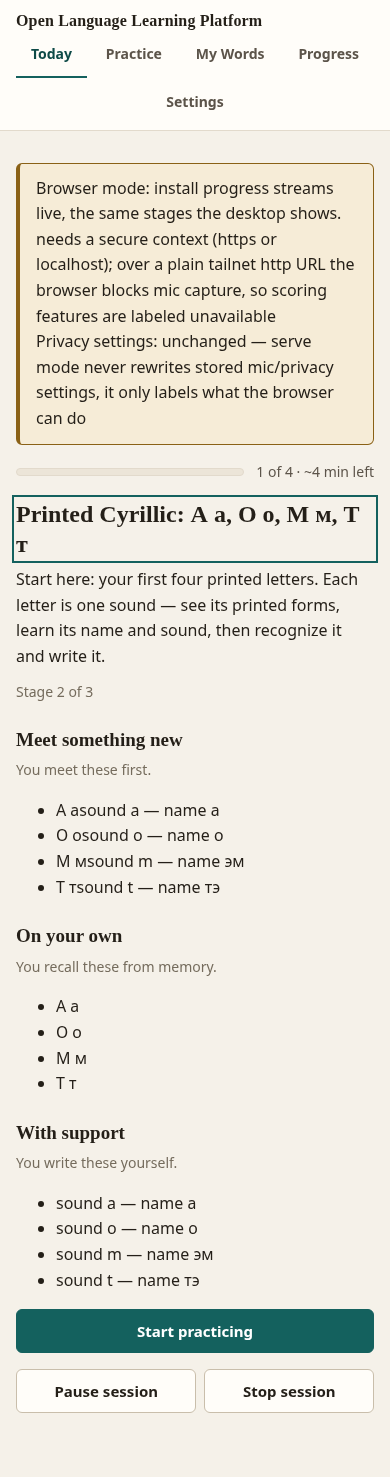 Open Language Learning Platform
Today Practice My Words Progress
Settings
Browser mode: install progress streams
live, the same stages the desktop shows.
needs a secure context (https or
localhost); over a plain tailnet http URL the
browser blocks mic capture, so scoring
features are labeled unavailable
Privacy settings: unchanged — serve
mode never rewrites stored mic/privacy
settings, it only labels what the browser
can do
1 of 4 · ~4 min left
Printed Cyrillic: А а, О о, М м, Т
т
Start here: your first four printed letters. Each
letter is one sound — see its printed forms,
learn its name and sound, then recognize it
and write it.
Stage 2 of 3
Meet something new
You meet these first.
А аsound a — name а
О оsound o — name о
М мsound m — name эм
Т тsound t — name тэ
On your own
You recall these from memory.
А а
О о
М м
Т т
With support
You write these yourself.
sound a — name а
sound o — name о
sound m — name эм
sound t — name тэ
Start practicing
Pause session Stop session